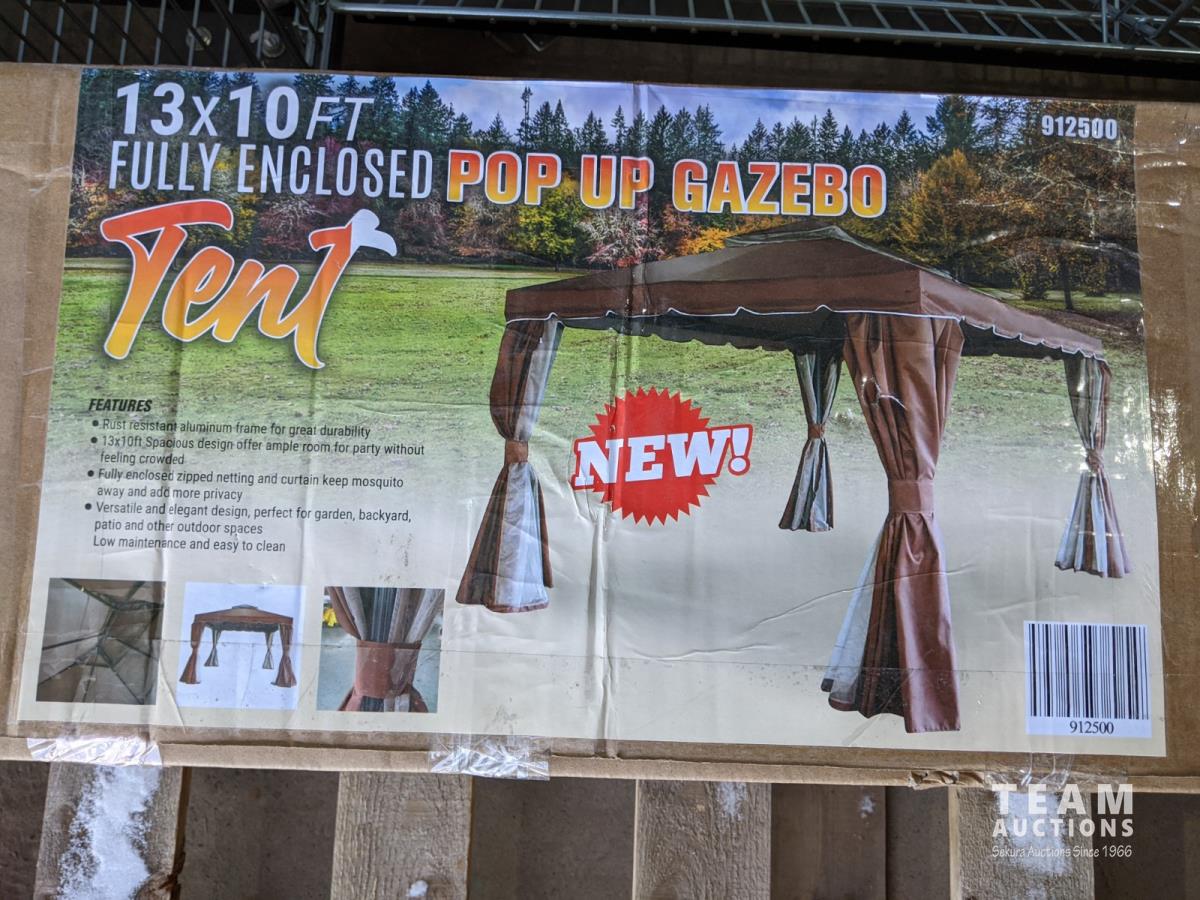 13x10FT
912500
FULLY ENCLOSED POP UP GAZEBO
Tent
FEATURES
• Rust resistant aluminum frame for great durability
• 13x10ft Spacious design offer ample room for party without
feeling crowded
• Fully enclosed zipped netting and curtain keep mosquito
away and add more privacy
• Versatile and elegant design, perfect for garden, backyard,
patio and other outdoor spaces
Low maintenance and easy to clean
NEW!
912500
TEAM
AUCTIONS
Sekura Auctions Since 1966